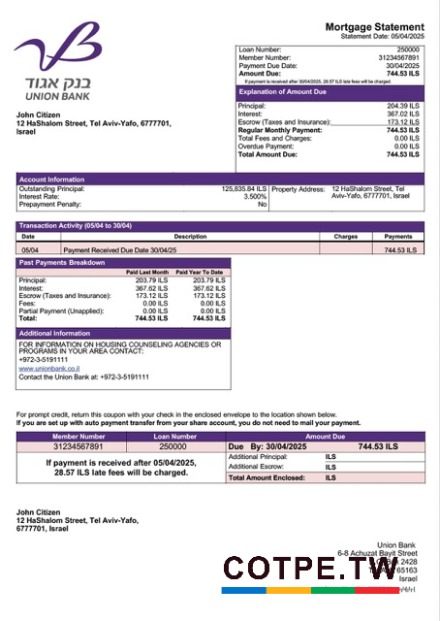 Mortgage Statement
Statement Date: 05/04/2025
בנק אגוד
UNION BANK
Loan Number: 250000
Member Number: 31234567891
Payment Due Date: 30/04/2025
Amount Due: 744.53 ILS
If payment is received after 30/04/2025, 28.57 ILS late fees will be charged
Explanation of Amount Due
Principal: 204.39 ILS
Interest: 367.02 ILS
Escrow (Taxes and Insurance): 173.12 ILS
Regular Monthly Payment: 744.53 ILS
Total Fees and Charges: 0.00 ILS
Overdue Payment: 0.00 ILS
Total Amount Due: 744.53 ILS
John Citizen
12 HaShalom Street, Tel Aviv-Yafo, 6777701,
Israel
Account Information
Outstanding Principal: 125,835.84 ILS
Interest Rate: 3.500%
Prepayment Penalty: No
Property Address: 12 HaShalom Street, Tel
Aviv-Yafo, 6777701, Israel
Transaction Activity (05/04 to 30/04)
Date Description Charges Payments
05/04 Payment Received Due Date 30/04/25 744.53 ILS
Past Payments Breakdown
Paid Last Month Paid Year To Date
Principal: 203.79 ILS 203.79 ILS
Interest: 367.62 ILS 367.62 ILS
Escrow (Taxes and Insurance): 173.12 ILS 173.12 ILS
Fees: 0.00 ILS 0.00 ILS
Partial Payment (Unapplied): 0.00 ILS 0.00 ILS
Total: 744.53 ILS 744.53 ILS
Additional Information
FOR INFORMATION ON HOUSING COUNSELING AGENCIES OR
PROGRAMS IN YOUR AREA CONTACT:
+972-3-5191111
www.unionbank.co.il
Contact the Union Bank at: +972-3-5191111
For prompt credit, return this coupon with your check in the enclosed envelope to the location shown below.
If you are set up with auto payment transfer from your share account, you do not need to mail your payment.
Member Number Loan Number Amount Due
31234567891 250000 Due By: 30/04/2025 744.53 ILS
If payment is received after 05/04/2025,
28.57 ILS late fees will be charged.
Additional Principal: ILS
Additional Escrow: ILS
Total Amount Enclosed: ILS
John Citizen
12 HaShalom Street, Tel Aviv-Yafo,
6777701, Israel
Union Bank
6-8 Achuzat Bayit Street
2428
65163
Israel
COTPE.TW